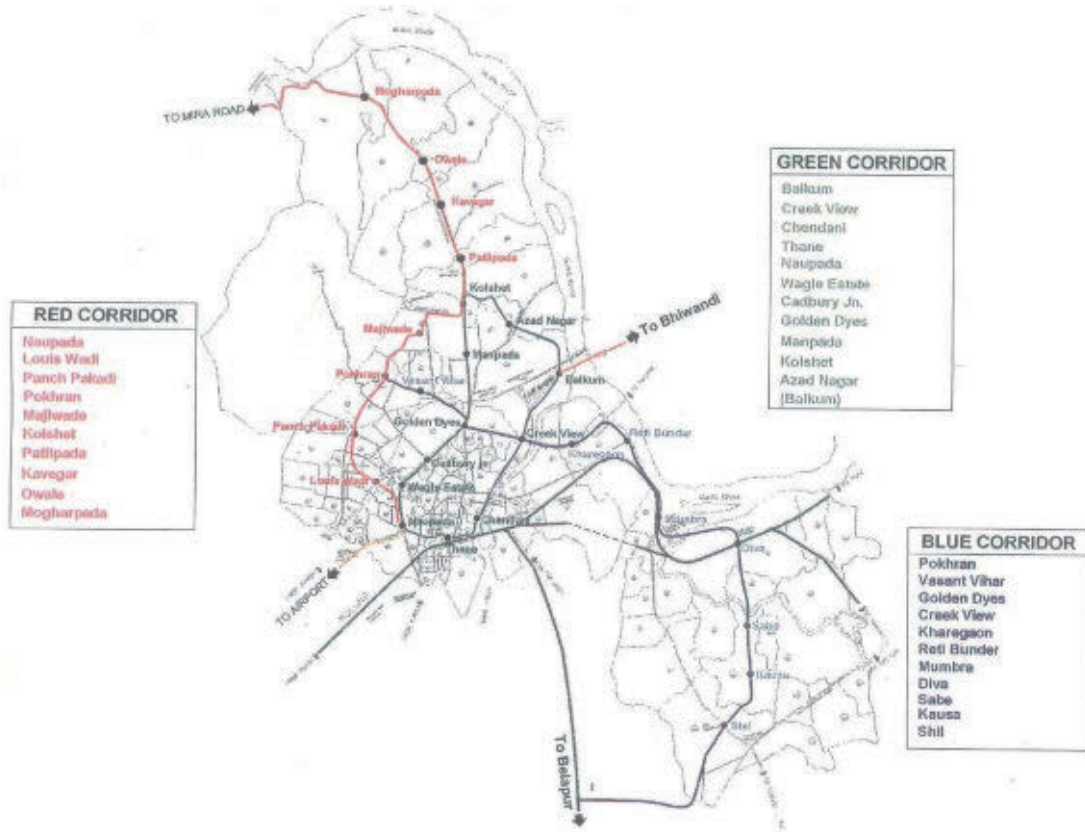 TO MIRA ROAD
Mogharpada
Owale
Kavegar
Patlipada
Kolshet
Majiwade
Azad Nagar
To Bhiwandi
Manpada
Pokhran
Vasant Vihar
Balkum
Golden Dyes
Panch Pakadi
Creek View
Reti Bunder
Kharegaon
Cadbury jn.
Louis Wadi
Wagle Estate
Naupada
Chendani
Thane
Mumbra
Diva
TO AIRPORT
Sabe
Shil
To Belapur
RED CORRIDOR
Naupada
Louis Wadi
Panch Pakadi
Pokhran
Majiwade
Kolshet
Patlipada
Kavegar
Owale
Mogharpada
GREEN CORRIDOR
Balkum
Creek View
Chendani
Thane
Naupada
Wagle Estate
Cadbury Jn.
Golden Dyes
Manpada
Kolshet
Azad Nagar
(Balkum)
BLUE CORRIDOR
Pokhran
Vasant Vihar
Golden Dyes
Creek View
Kharegaon
Reti Bunder
Mumbra
Diva
Sabe
Kausa
Shil